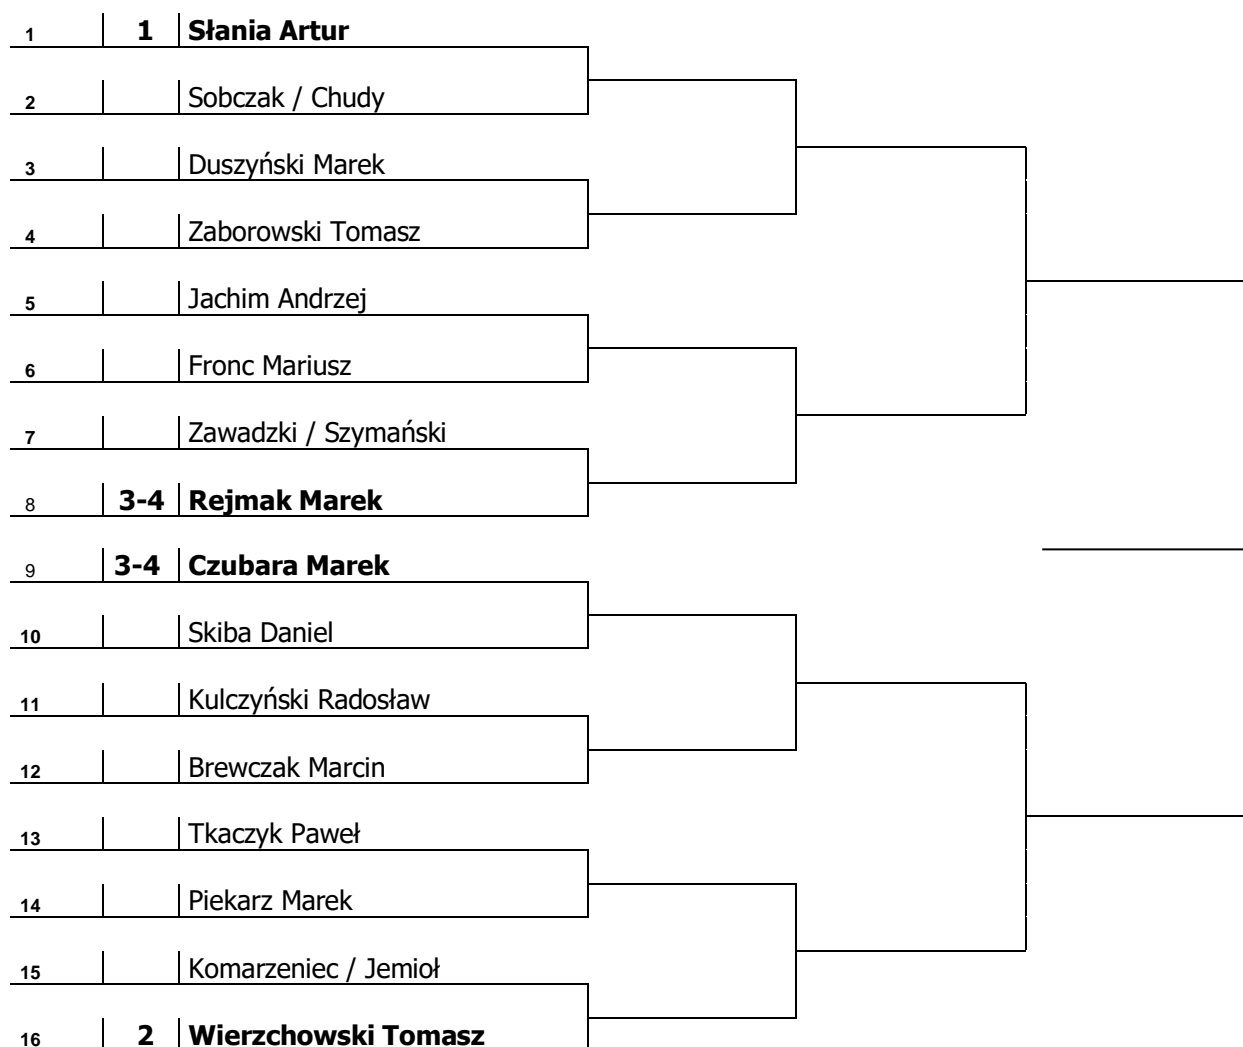 1 1 Słania Artur
2 Sobczak / Chudy
3 Duszyński Marek
4 Zaborowski Tomasz
5 Jachim Andrzej
6 Fronc Mariusz
7 Zawadzki / Szymański
8 3-4 Rejmak Marek
9 3-4 Czubara Marek
10 Skiba Daniel
11 Kulczyński Radosław
12 Brewczak Marcin
13 Tkaczyk Paweł
14 Piekarz Marek
15 Komarzeniec / Jemioł
16 2 Wierzchowski Tomasz